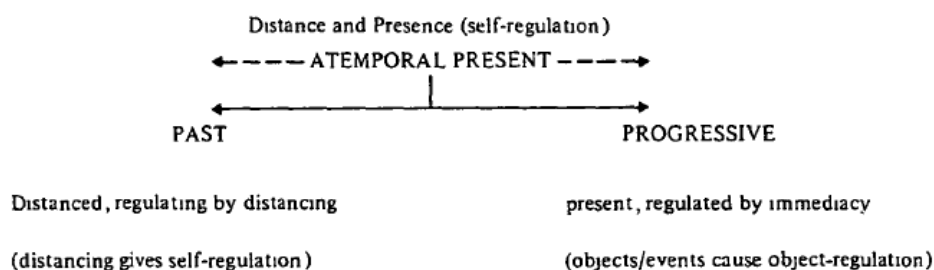 Distance and Presence (self-regulation)
ATEMPORAL PRESENT
PAST PROGRESSIVE
Distanced, regulating by distancing present, regulated by immediacy
(distancing gives self-regulation) (objects/events cause object-regulation)